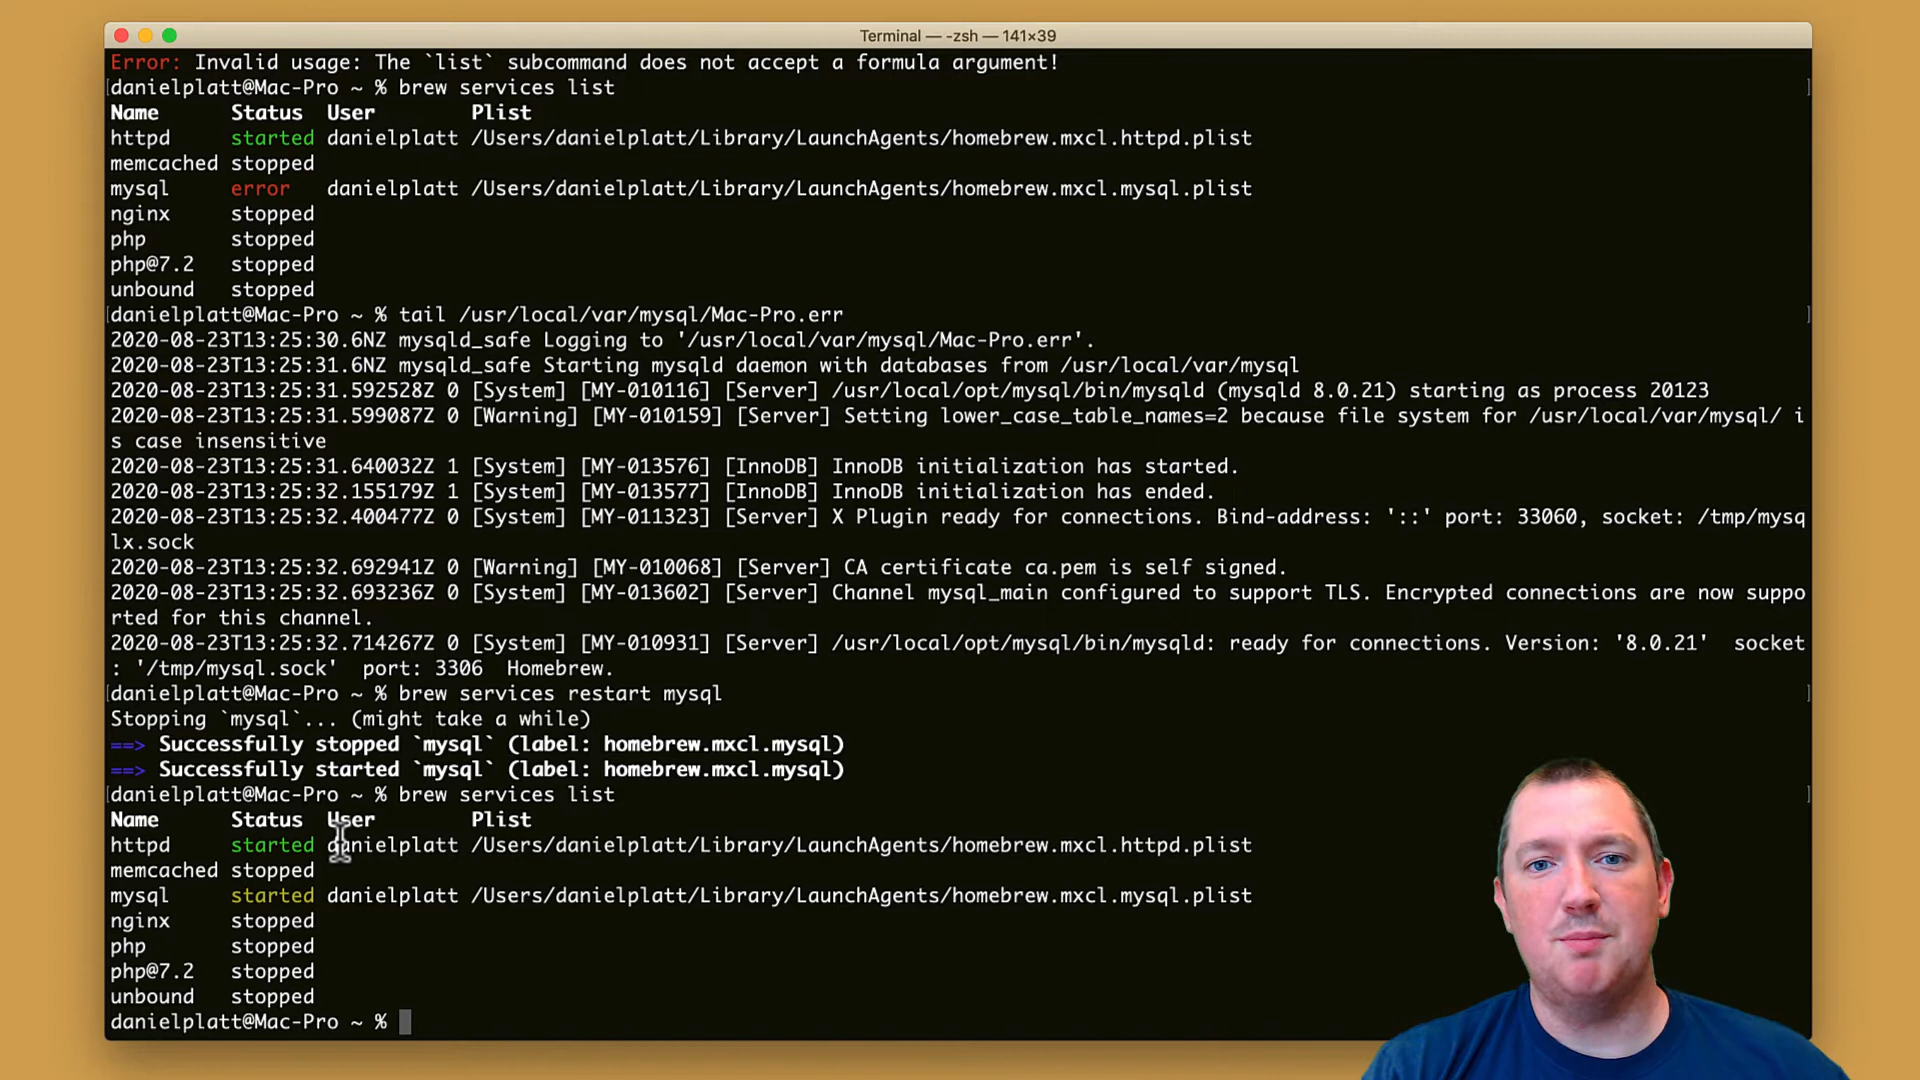 Terminal — -zsh — 141×39
Error: Invalid usage: The `list` subcommand does not accept a formula argument!
[danielplatt@Mac-Pro ~ % brew services list ]
Name Status User Plist
httpd started danielplatt /Users/danielplatt/Library/LaunchAgents/homebrew.mxcl.httpd.plist
memcached stopped
mysql error danielplatt /Users/danielplatt/Library/LaunchAgents/homebrew.mxcl.mysql.plist
nginx stopped
php stopped
php@7.2 stopped
unbound stopped
[danielplatt@Mac-Pro ~ % tail /usr/local/var/mysql/Mac-Pro.err ]
2020-08-23T13:25:30.6NZ mysqld_safe Logging to '/usr/local/var/mysql/Mac-Pro.err'.
2020-08-23T13:25:31.6NZ mysqld_safe Starting mysqld daemon with databases from /usr/local/var/mysql
2020-08-23T13:25:31.592528Z 0 [System] [MY-010116] [Server] /usr/local/opt/mysql/bin/mysqld (mysqld 8.0.21) starting as process 20123
2020-08-23T13:25:31.599087Z 0 [Warning] [MY-010159] [Server] Setting lower_case_table_names=2 because file system for /usr/local/var/mysql/ i
s case insensitive
2020-08-23T13:25:31.640032Z 1 [System] [MY-013576] [InnoDB] InnoDB initialization has started.
2020-08-23T13:25:32.155179Z 1 [System] [MY-013577] [InnoDB] InnoDB initialization has ended.
2020-08-23T13:25:32.400477Z 0 [System] [MY-011323] [Server] X Plugin ready for connections. Bind-address: '::' port: 33060, socket: /tmp/mysq
lx.sock
2020-08-23T13:25:32.692941Z 0 [Warning] [MY-010068] [Server] CA certificate ca.pem is self signed.
2020-08-23T13:25:32.693236Z 0 [System] [MY-013602] [Server] Channel mysql_main configured to support TLS. Encrypted connections are now suppo
rted for this channel.
2020-08-23T13:25:32.714267Z 0 [System] [MY-010931] [Server] /usr/local/opt/mysql/bin/mysqld: ready for connections. Version: '8.0.21' socket
: '/tmp/mysql.sock' port: 3306 Homebrew.
[danielplatt@Mac-Pro ~ % brew services restart mysql ]
Stopping `mysql`... (might take a while)
==> Successfully stopped `mysql` (label: homebrew.mxcl.mysql)
==> Successfully started `mysql` (label: homebrew.mxcl.mysql)
[danielplatt@Mac-Pro ~ % brew services list ]
Name Status User Plist
httpd started danielplatt /Users/danielplatt/Library/LaunchAgents/homebrew.mxcl.httpd.plist
memcached stopped
mysql started danielplatt /Users/danielplatt/Library/LaunchAgents/homebrew.mxcl.mysql.plist
nginx stopped
php stopped
php@7.2 stopped
unbound stopped
danielplatt@Mac-Pro ~ %